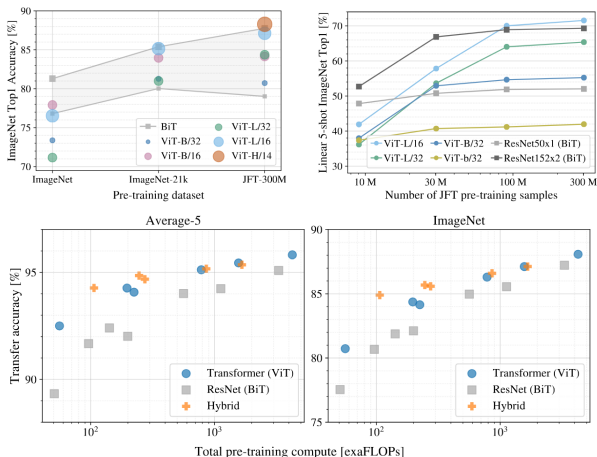 ImageNet Top1 Accuracy [%]
90
85
80
75
70
BiT
ViT-L/32
ViT-B/32
ViT-L/16
ViT-B/16
ViT-H/14
ImageNet
ImageNet-21k
JFT-300M
Pre-training dataset
Linear 5-shot ImageNet Top1 [%]
70
60
50
40
30
ViT-L/16
ViT-B/32
ResNet50x1 (BiT)
ViT-L/32
ViT-b/32
ResNet152x2 (BiT)
10 M
30 M
100 M
300 M
Number of JFT pre-training samples
Average-5
Transfer accuracy [%]
95
90
Transformer (ViT)
ResNet (BiT)
Hybrid
10²
10³
ImageNet
90
85
80
75
Transformer (ViT)
ResNet (BiT)
Hybrid
10²
10³
Total pre-training compute [exaFLOPs]